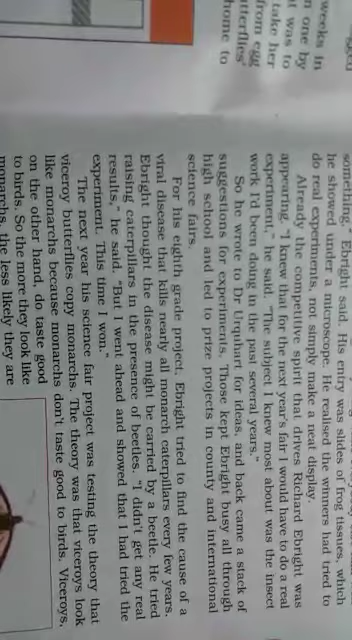 weeks in
n one by
t was to
take her
from egg
tterflies'
home to
something," Ebright said. His entry was slides of frog tissues, which
he showed under a microscope. He realised the winners had tried to
do real experiments, not simply make a neat display.
Already the competitive spirit that drives Richard Ebright was
appearing. "I knew that for the next year's fair I would have to do a real
experiment," he said. "The subject I knew most about was the insect
work I'd been doing in the past several years."
So he wrote to Dr Urquhart for ideas, and back came a stack of
suggestions for experiments. Those kept Ebright busy all through
high school and led to prize projects in county and international
science fairs.
For his eighth grade project, Ebright tried to find the cause of a
viral disease that kills nearly all monarch caterpillars every few years.
Ebright thought the disease might be carried by a beetle. He tried
raising caterpillars in the presence of beetles. "I didn't get any real
results," he said. "But I went ahead and showed that I had tried the
experiment. This time I won."
The next year his science fair project was testing the theory that
viceroy butterflies copy monarchs. The theory was that viceroys look
like monarchs because monarchs don't taste good to birds. Viceroys,
on the other hand, do taste good
to birds. So the more they look like
monarchs, the less likely they are